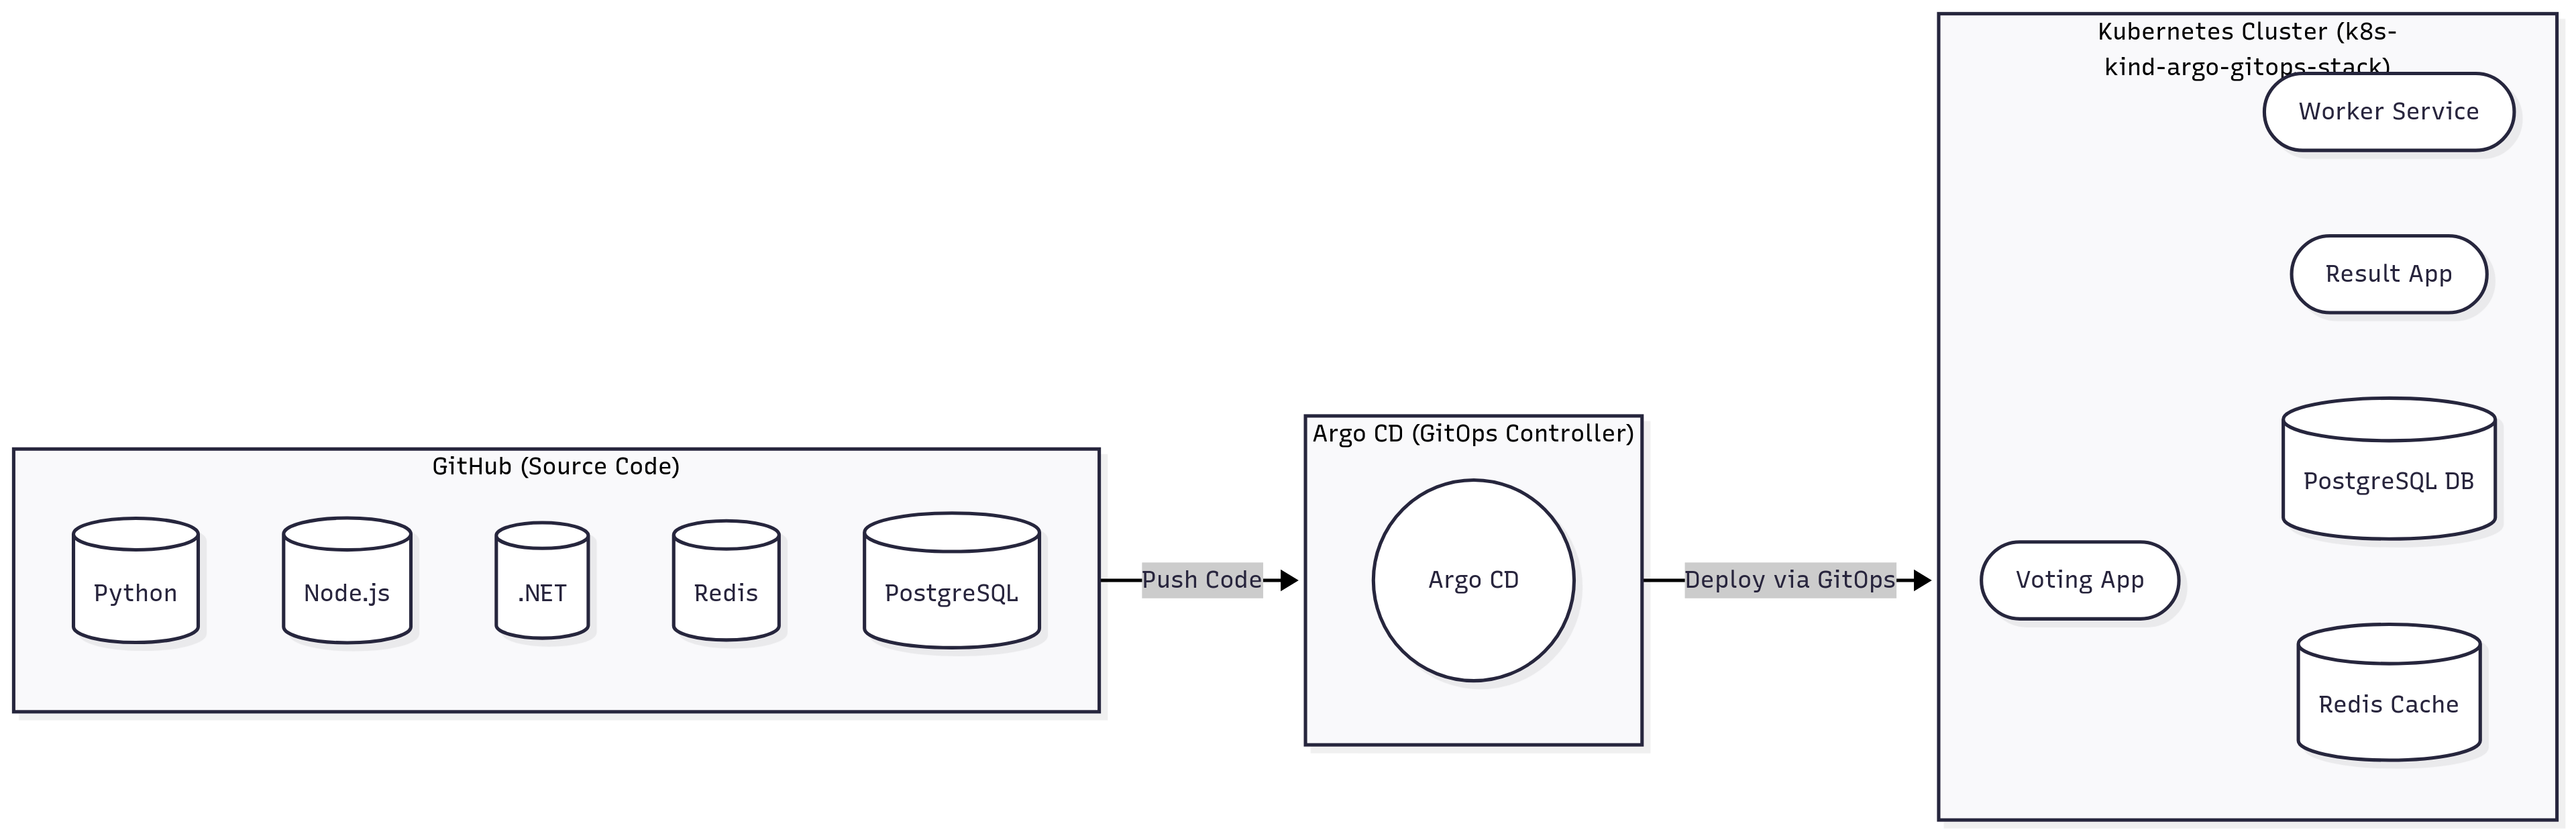 Kubernetes Cluster (k8s-
kind-argo-gitops-stack)
Worker Service
Result App
PostgreSQL DB
Voting App
Redis Cache
Argo CD (GitOps Controller)
Argo CD
GitHub (Source Code)
Python
Node.js
.NET
Redis
PostgreSQL
Push Code
Deploy via GitOps